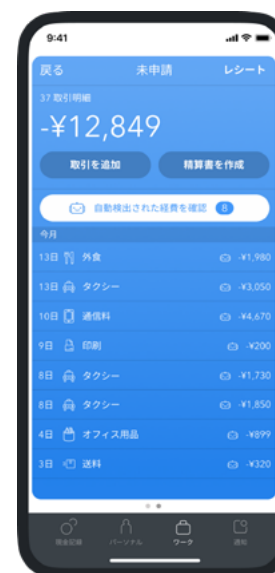 9:41
戻る 未申請 レシート
37 取引明細
-¥12,849
取引を追加 精算書を作成
自動検出された経費を確認 8
今月
13日 外食 -¥1,980
13日 タクシー -¥3,050
10日 通信料 -¥4,670
9日 印刷 -¥200
8日 タクシー -¥1,730
8日 タクシー -¥1,850
4日 オフィス用品 -¥899
3日 送料 -¥320
現金記録 パーソナル ワーク 通知